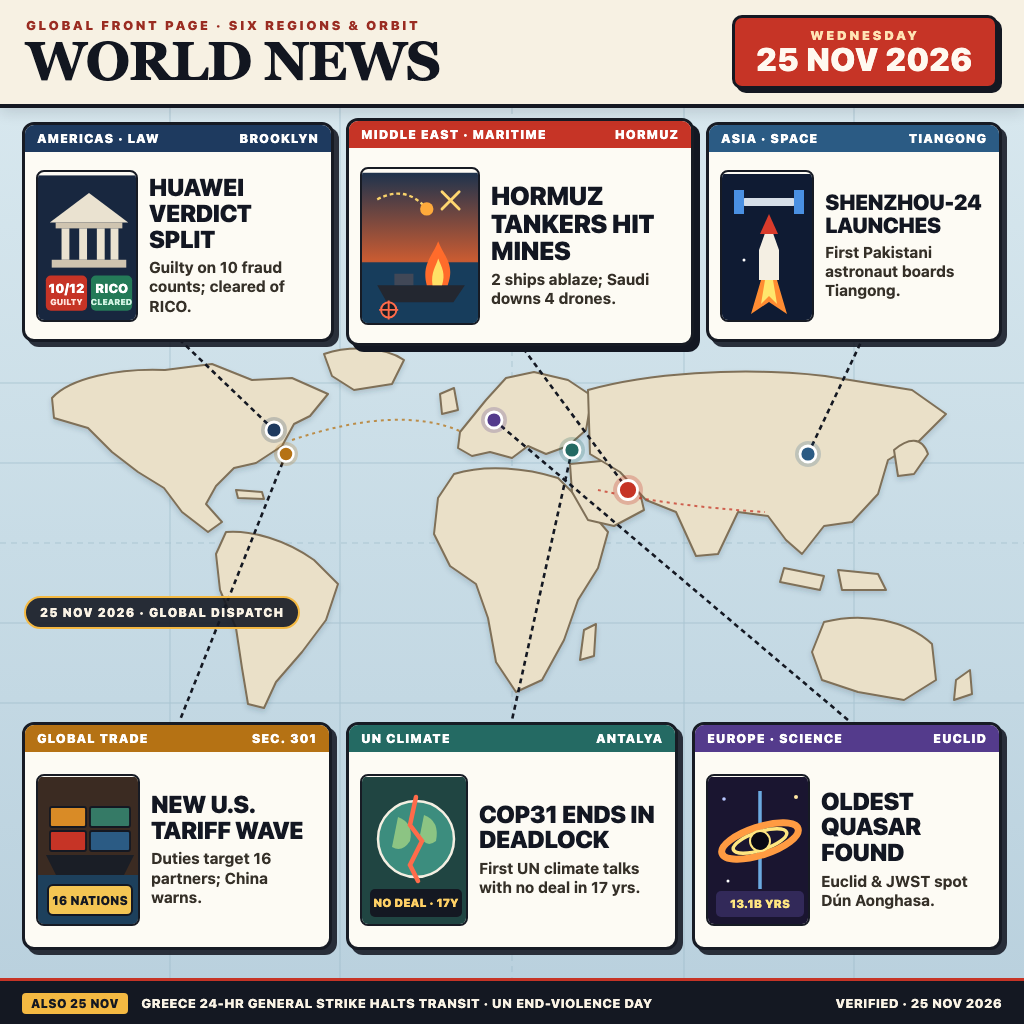 GLOBAL FRONT PAGE · SIX REGIONS & ORBIT
WORLD NEWS
WEDNESDAY
25 NOV 2026
AMERICAS · LAW
BROOKLYN
10/12
GUILTY
RICO
CLEARED
HUAWEI
VERDICT
SPLIT
Guilty on 10 fraud
counts; cleared of
RICO.
MIDDLE EAST · MARITIME
HORMUZ
HORMUZ
TANKERS HIT
MINES
2 ships ablaze; Saudi
downs 4 drones.
ASIA · SPACE
TIANGONG
SHENZHOU-24
LAUNCHES
First Pakistani
astronaut boards
Tiangong.
25 NOV 2026 · GLOBAL DISPATCH
GLOBAL TRADE
SEC. 301
16 NATIONS
NEW U.S.
TARIFF WAVE
Duties target 16
partners; China
warns.
UN CLIMATE
ANTALYA
NO DEAL · 17Y
COP31 ENDS IN
DEADLOCK
First UN climate talks
with no deal in 17 yrs.
EUROPE · SCIENCE
EUCLID
13.1B YRS
OLDEST
QUASAR
FOUND
Euclid & JWST spot
Dún Aonghasa.
ALSO 25 NOV
GREECE 24-HR GENERAL STRIKE HALTS TRANSIT · UN END-VIOLENCE DAY
VERIFIED · 25 NOV 2026